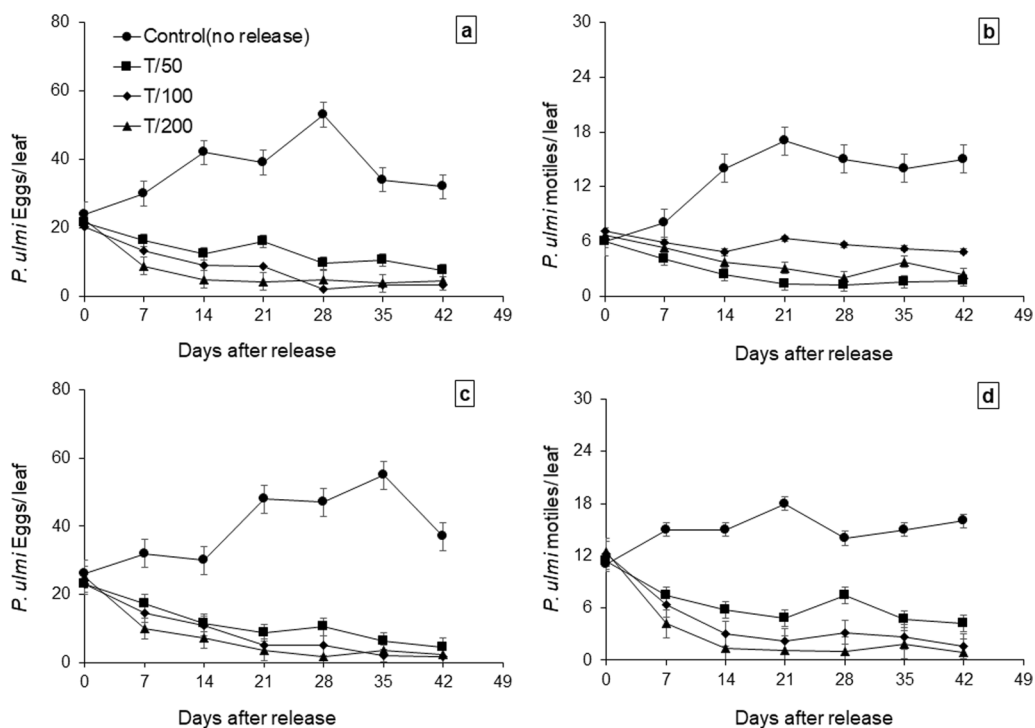 a
80
60
40
20
0
P. ulmi Eggs/ leaf
Control(no release)
T/50
T/100
T/200
0 7 14 21 28 35 42 49
Days after release
b
30
24
18
12
6
0
P. ulmi motiles/ leaf
0 7 14 21 28 35 42 49
Days after release
c
80
60
40
20
0
P. ulmi Eggs/ leaf
0 7 14 21 28 35 42 49
Days after release
d
30
24
18
12
6
0
P. ulmi motiles/ leaf
0 7 14 21 28 35 42 49
Days after release